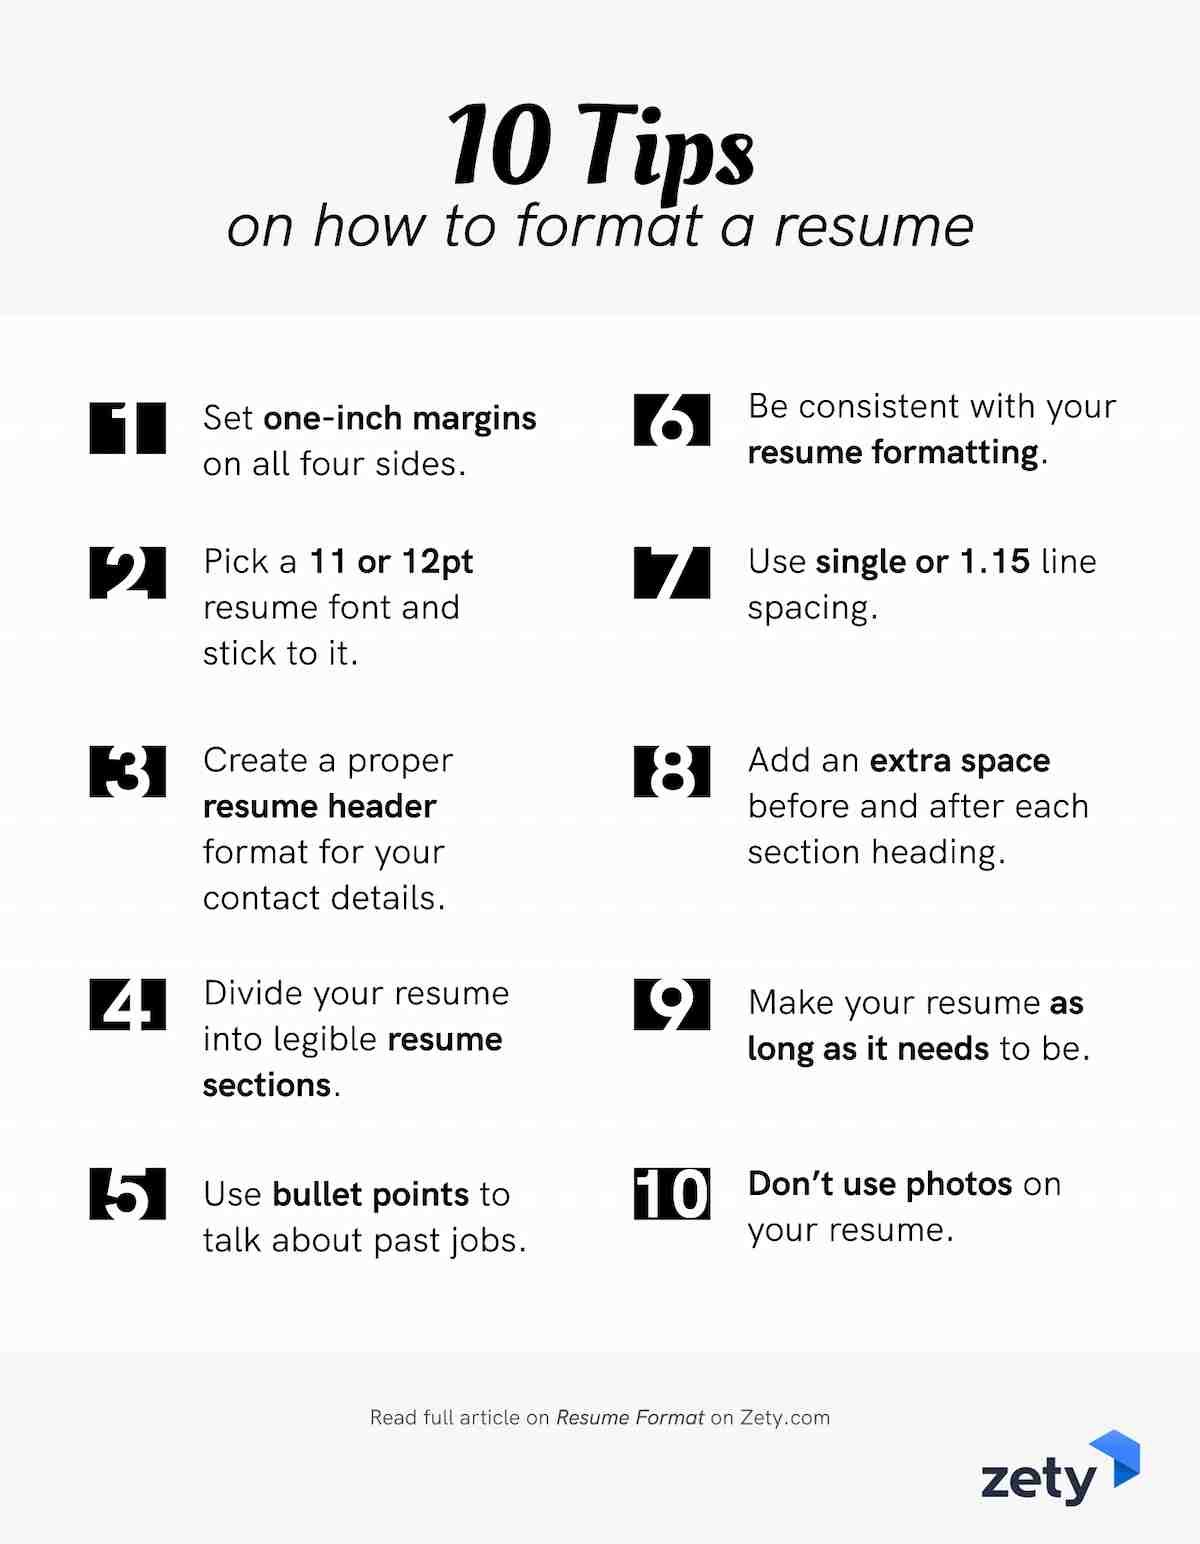 10 Tips
on how to format a resume
1
Set one-inch margins
on all four sides.
2
Pick a 11 or 12pt
resume font and
stick to it.
3
Create a proper
resume header
format for your
contact details.
4
Divide your resume
into legible resume
sections.
5
Use bullet points to
talk about past jobs.
6
Be consistent with your
resume formatting.
7
Use single or 1.15 line
spacing.
8
Add an extra space
before and after each
section heading.
9
Make your resume as
long as it needs to be.
10
Don’t use photos on
your resume.
Read full article on Resume Format on Zety.com
zety